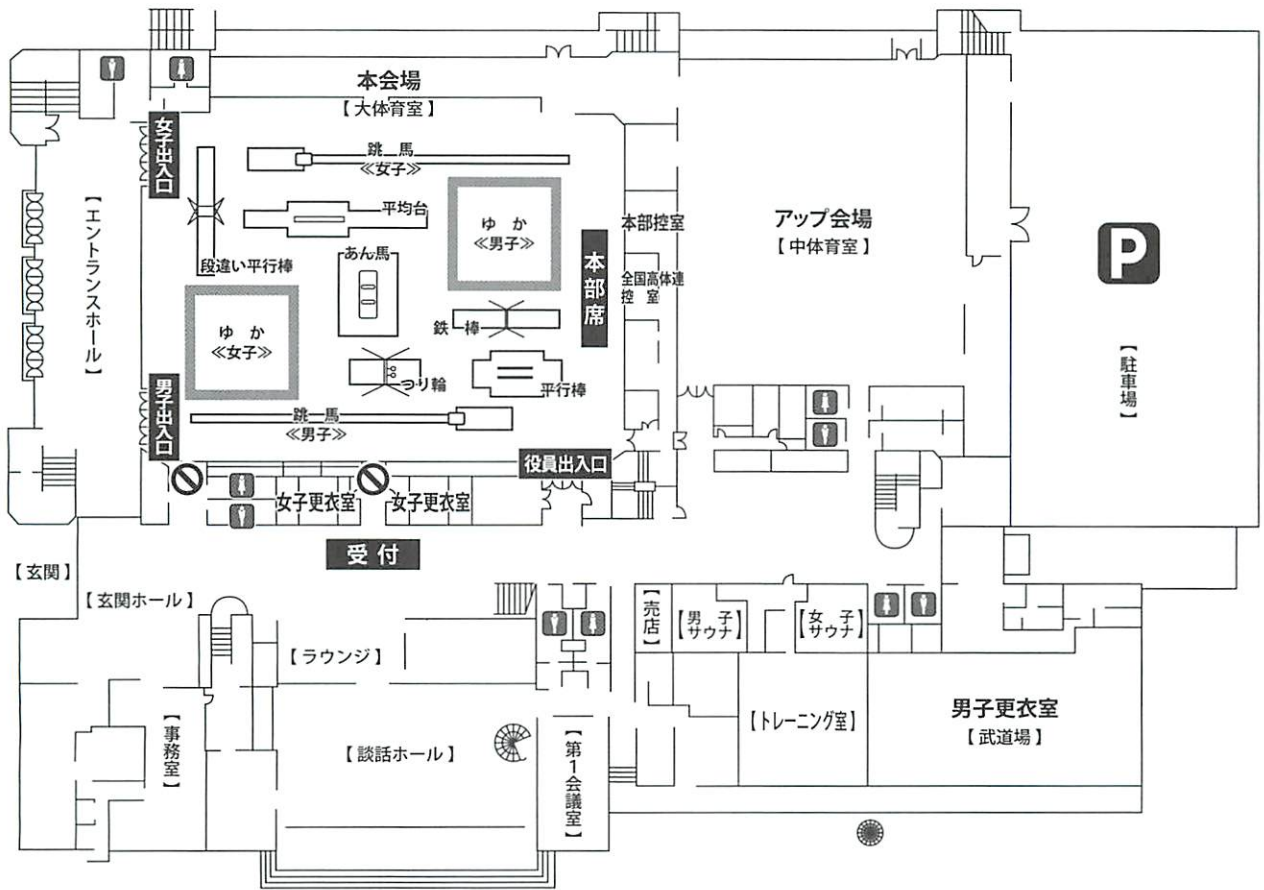 本会場
【大体育室】
女子出入口
跳 馬
≪女子≫
平均台
ゆ か
≪男子≫
段違い平行棒
あん馬
【エントランスホール】
本部席
本部控室
全国高体連
控 室
アップ会場
【中体育室】
P
【駐車場】
ゆ か
≪女子≫
鉄 棒
つり輪
平行棒
男子出入口
跳 馬
≪男子≫
役員出入口
女子更衣室
女子更衣室
受付
【玄関】
【玄関ホール】
【ラウンジ】
【売店】
【男 子
サウナ】
【女 子
サウナ】
【事務室】
【談話ホール】
【第1会議室】
【トレーニング室】
男子更衣室
【武道場】